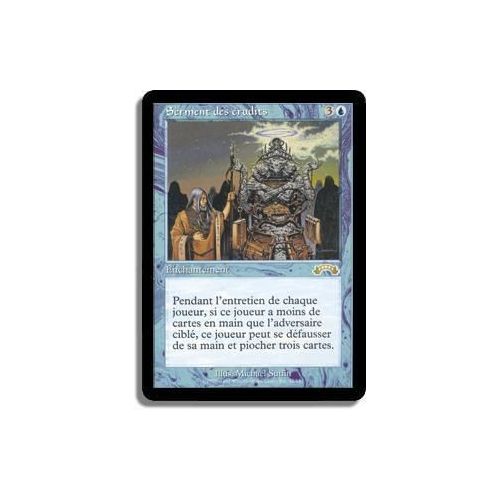 Serment des érudits 3
Enchantement
Pendant l'entretien de chaque
joueur, si ce joueur a moins de
cartes en main que l'adversaire
ciblé, ce joueur peut se défausser
de sa main et piocher trois cartes.
Illus. Michael Sutfin